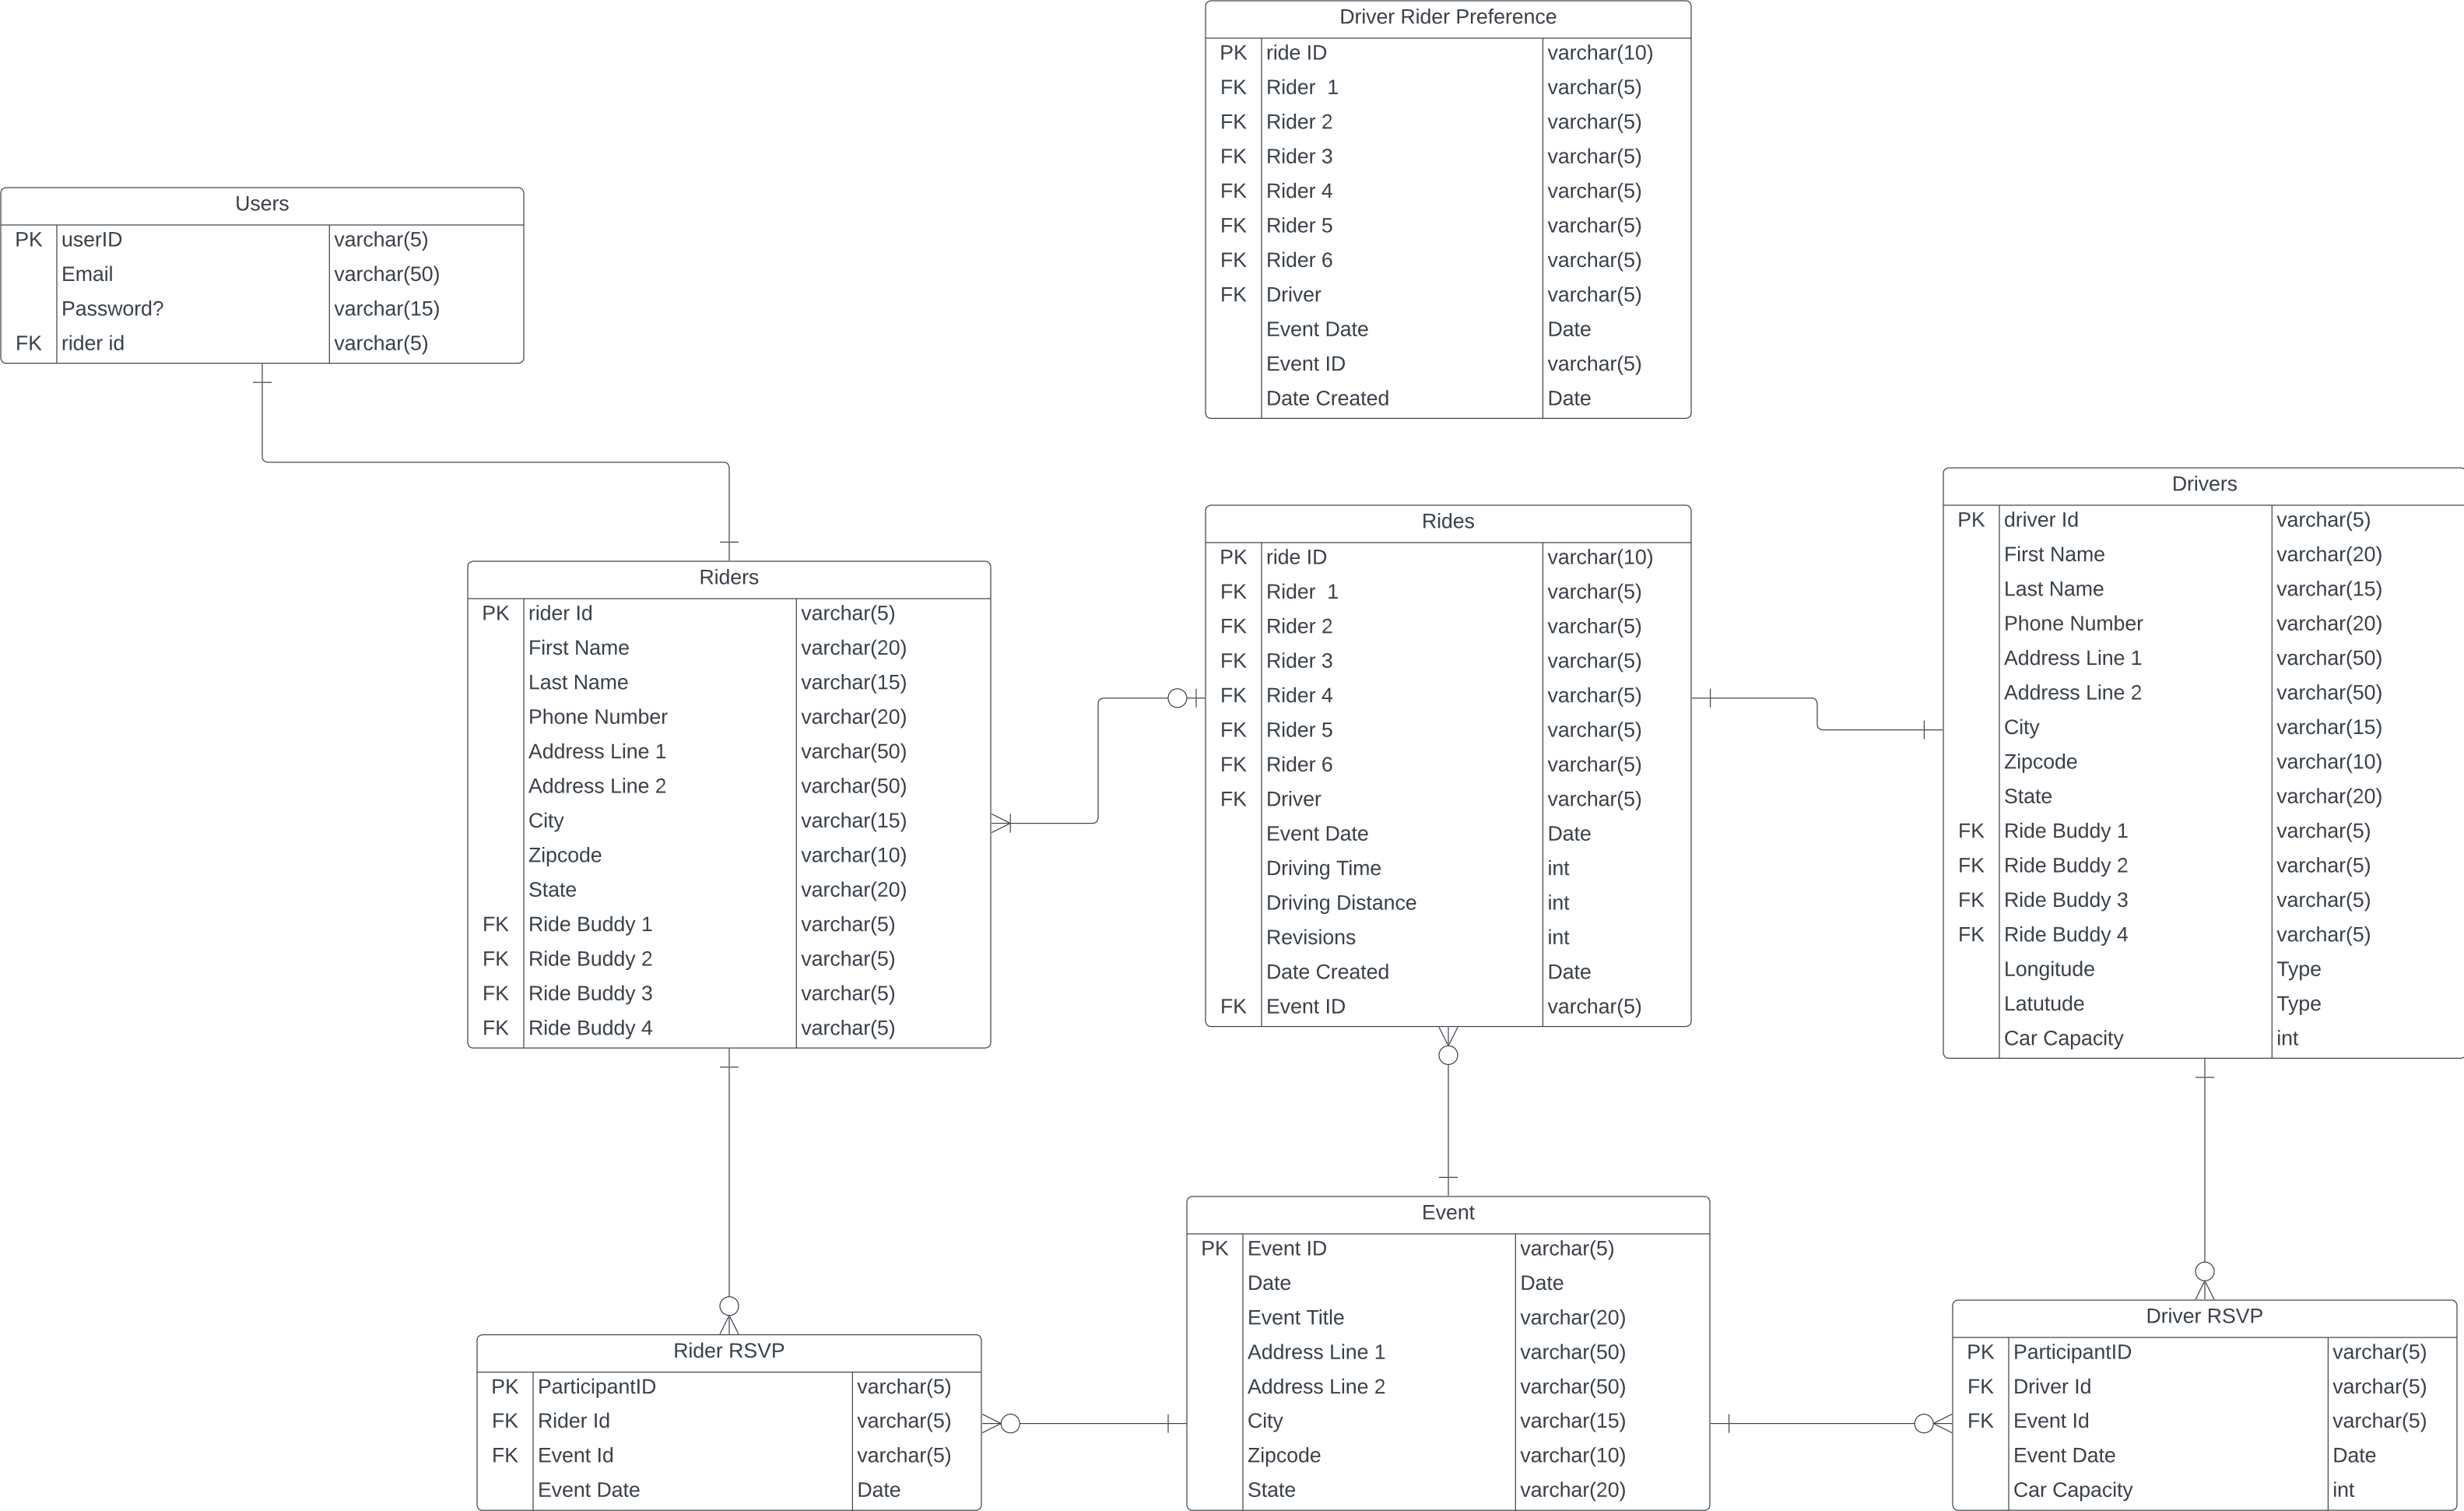 Driver Rider Preference
PK ride ID varchar(10)
FK Rider 1 varchar(5)
FK Rider 2 varchar(5)
FK Rider 3 varchar(5)
FK Rider 4 varchar(5)
FK Rider 5 varchar(5)
FK Rider 6 varchar(5)
FK Driver varchar(5)
Event Date Date
Event ID varchar(5)
Date Created Date
Users
PK userID varchar(5)
Email varchar(50)
Password? varchar(15)
FK rider id varchar(5)
Riders
PK rider Id varchar(5)
First Name varchar(20)
Last Name varchar(15)
Phone Number varchar(20)
Address Line 1 varchar(50)
Address Line 2 varchar(50)
City varchar(15)
Zipcode varchar(10)
State varchar(20)
FK Ride Buddy 1 varchar(5)
FK Ride Buddy 2 varchar(5)
FK Ride Buddy 3 varchar(5)
FK Ride Buddy 4 varchar(5)
Rides
PK ride ID varchar(10)
FK Rider 1 varchar(5)
FK Rider 2 varchar(5)
FK Rider 3 varchar(5)
FK Rider 4 varchar(5)
FK Rider 5 varchar(5)
FK Rider 6 varchar(5)
FK Driver varchar(5)
Event Date Date
Driving Time int
Driving Distance int
Revisions int
Date Created Date
FK Event ID varchar(5)
Drivers
PK driver Id varchar(5)
First Name varchar(20)
Last Name varchar(15)
Phone Number varchar(20)
Address Line 1 varchar(50)
Address Line 2 varchar(50)
City varchar(15)
Zipcode varchar(10)
State varchar(20)
FK Ride Buddy 1 varchar(5)
FK Ride Buddy 2 varchar(5)
FK Ride Buddy 3 varchar(5)
FK Ride Buddy 4 varchar(5)
Longitude Type
Latutude Type
Car Capacity int
Rider RSVP
PK ParticipantID varchar(5)
FK Rider Id varchar(5)
FK Event Id varchar(5)
Event Date Date
Event
PK Event ID varchar(5)
Date Date
Event Title varchar(20)
Address Line 1 varchar(50)
Address Line 2 varchar(50)
City varchar(15)
Zipcode varchar(10)
State varchar(20)
Driver RSVP
PK ParticipantID varchar(5)
FK Driver Id varchar(5)
FK Event Id varchar(5)
Event Date Date
Car Capacity int